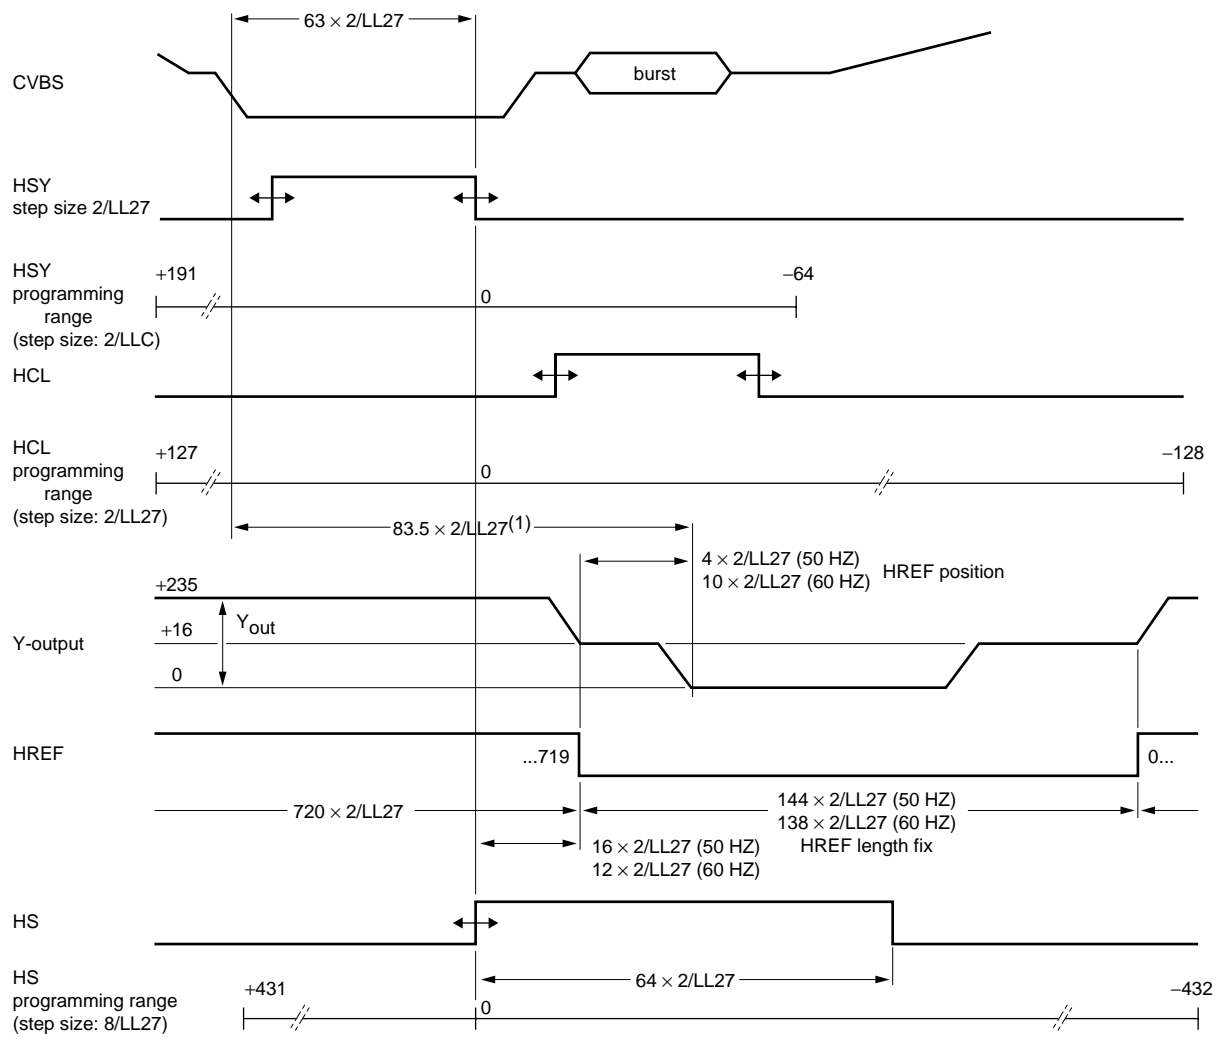 63 × 2/LL27
CVBS
burst
HSY
step size 2/LL27
HSY
programming
range
(step size: 2/LLC)
+191
0
−64
HCL
HCL
programming
range
(step size: 2/LL27)
+127
0
−128
83.5 × 2/LL27(1)
4 × 2/LL27 (50 HZ)
10 × 2/LL27 (60 HZ)
HREF position
Y-output
+235
+16
0
Yout
HREF
...719
0...
720 × 2/LL27
144 × 2/LL27 (50 HZ)
138 × 2/LL27 (60 HZ)
HREF length fix
16 × 2/LL27 (50 HZ)
12 × 2/LL27 (60 HZ)
HS
64 × 2/LL27
HS
programming range
(step size: 8/LL27)
+431
0
−432